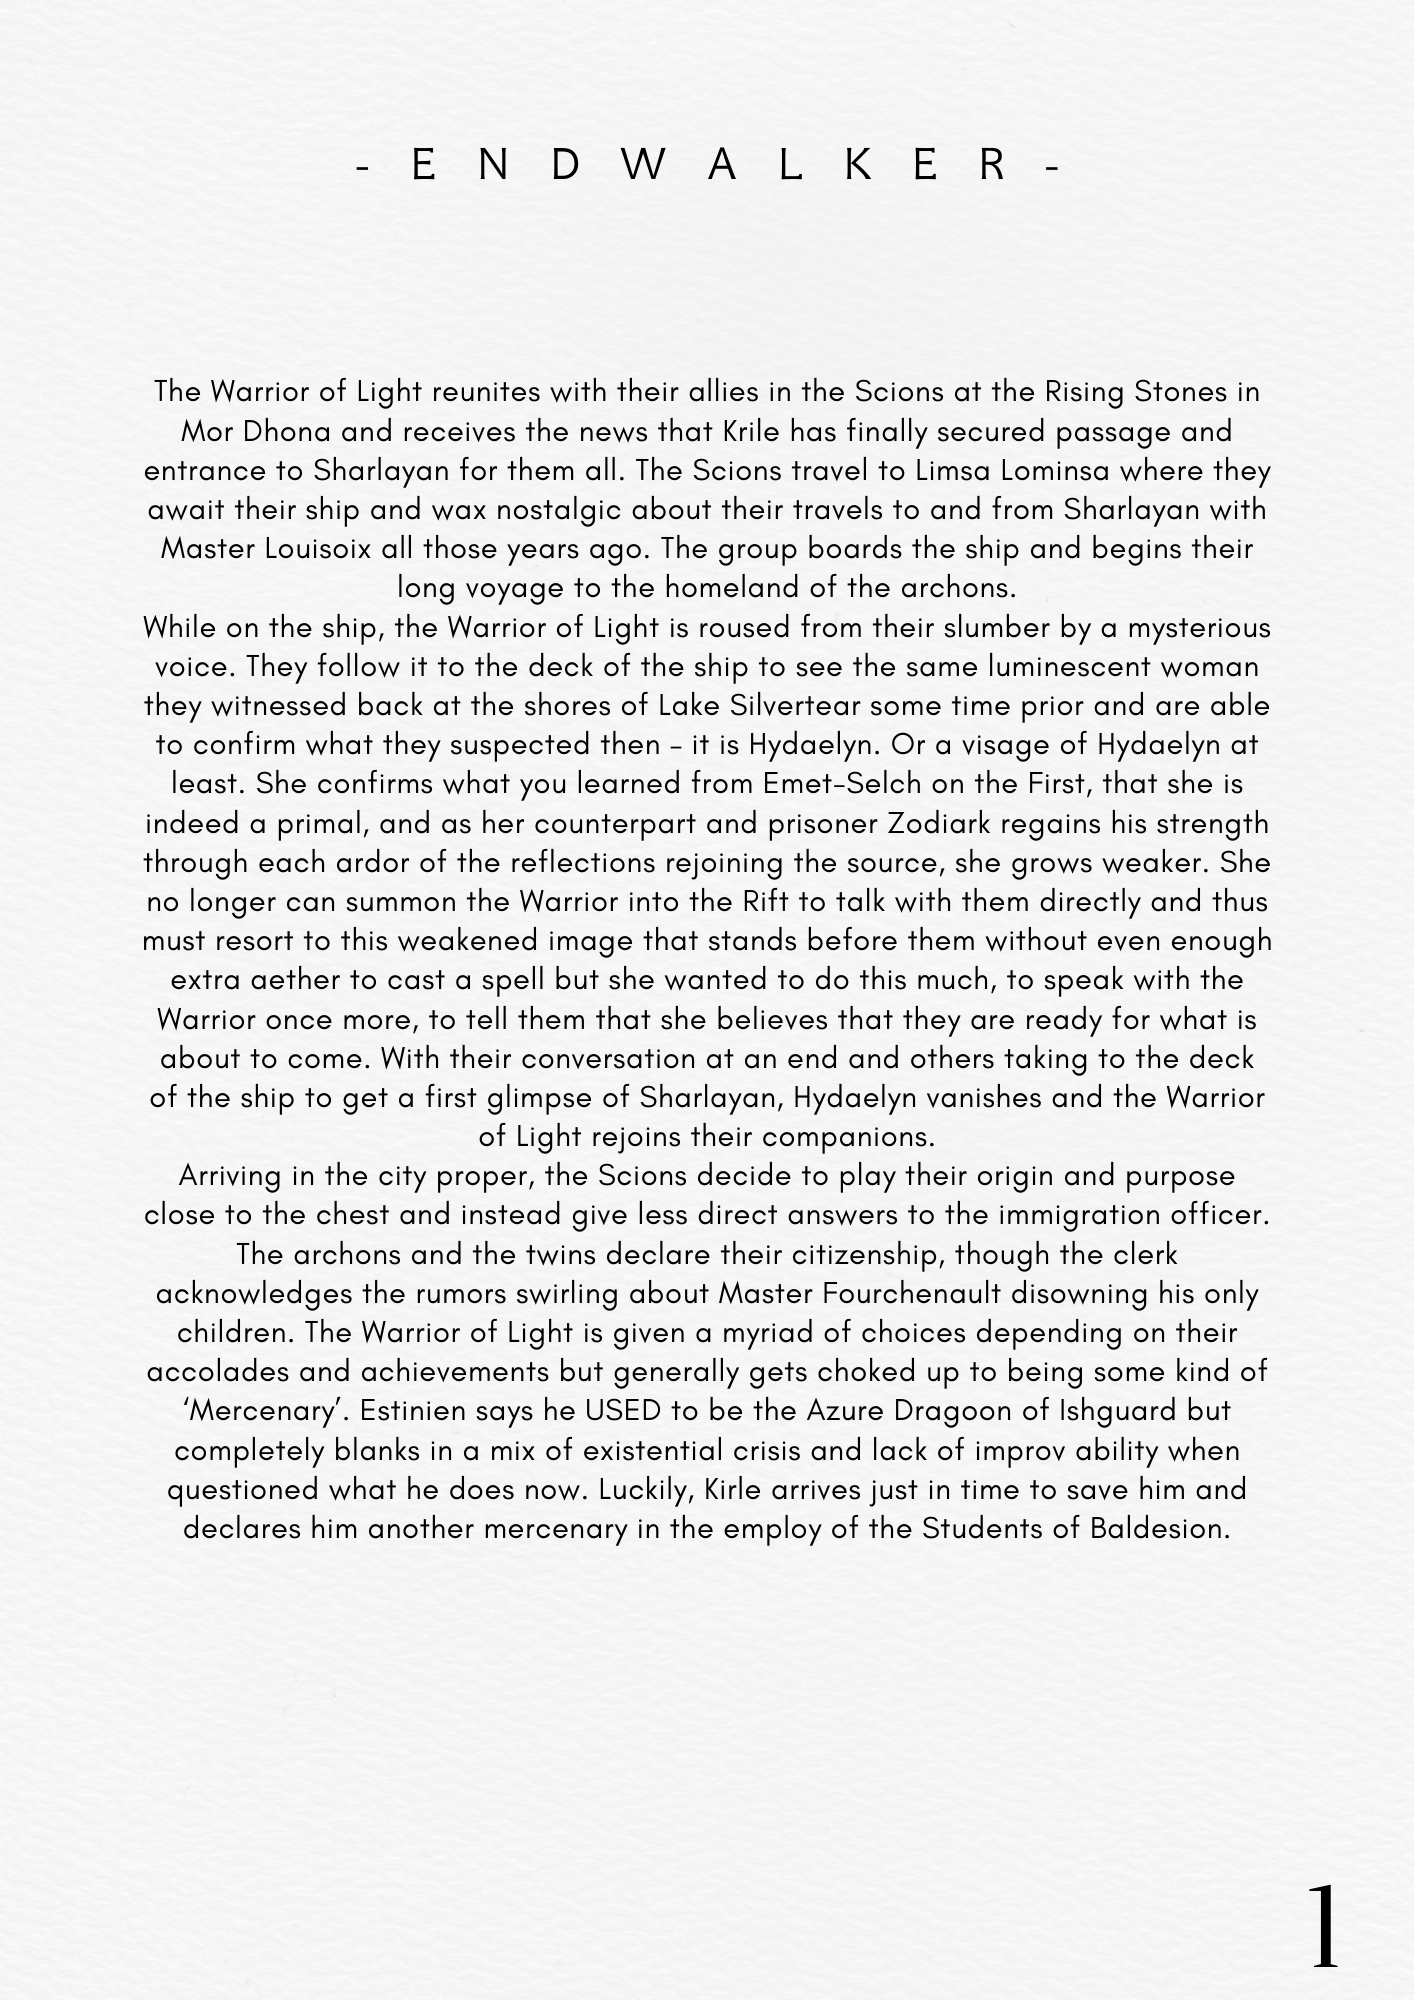 - E N D W A L K E R -
The Warrior of Light reunites with their allies in the Scions at the Rising Stones in
Mor Dhona and receives the news that Krile has finally secured passage and
entrance to Sharlayan for them all. The Scions travel to Limsa Lominsa where they
await their ship and wax nostalgic about their travels to and from Sharlayan with
Master Louisoix all those years ago. The group boards the ship and begins their
long voyage to the homeland of the archons.
While on the ship, the Warrior of Light is roused from their slumber by a mysterious
voice. They follow it to the deck of the ship to see the same luminescent woman
they witnessed back at the shores of Lake Silvertear some time prior and are able
to confirm what they suspected then – it is Hydaelyn. Or a visage of Hydaelyn at
least. She confirms what you learned from Emet-Selch on the First, that she is
indeed a primal, and as her counterpart and prisoner Zodiark regains his strength
through each ardor of the reflections rejoining the source, she grows weaker. She
no longer can summon the Warrior into the Rift to talk with them directly and thus
must resort to this weakened image that stands before them without even enough
extra aether to cast a spell but she wanted to do this much, to speak with the
Warrior once more, to tell them that she believes that they are ready for what is
about to come. With their conversation at an end and others taking to the deck
of the ship to get a first glimpse of Sharlayan, Hydaelyn vanishes and the Warrior
of Light rejoins their companions.
Arriving in the city proper, the Scions decide to play their origin and purpose
close to the chest and instead give less direct answers to the immigration officer.
The archons and the twins declare their citizenship, though the clerk
acknowledges the rumors swirling about Master Fourchenault disowning his only
children. The Warrior of Light is given a myriad of choices depending on their
accolades and achievements but generally gets choked up to being some kind of
‘Mercenary’. Estinien says he USED to be the Azure Dragoon of Ishguard but
completely blanks in a mix of existential crisis and lack of improv ability when
questioned what he does now. Luckily, Kirle arrives just in time to save him and
declares him another mercenary in the employ of the Students of Baldesion.
1